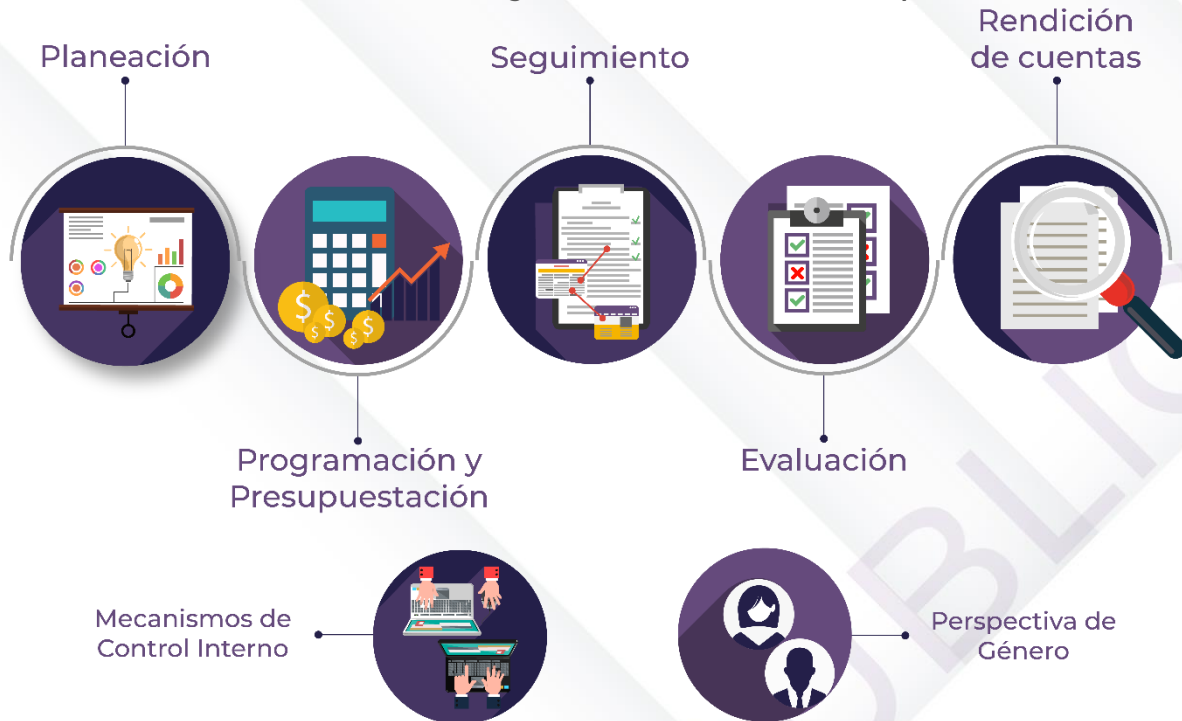 Planeación
Seguimiento
Rendición
de cuentas
$
$
$
$
$
Programación y
Presupuestación
Evaluación
Mecanismos de
Control Interno
Perspectiva de
Género